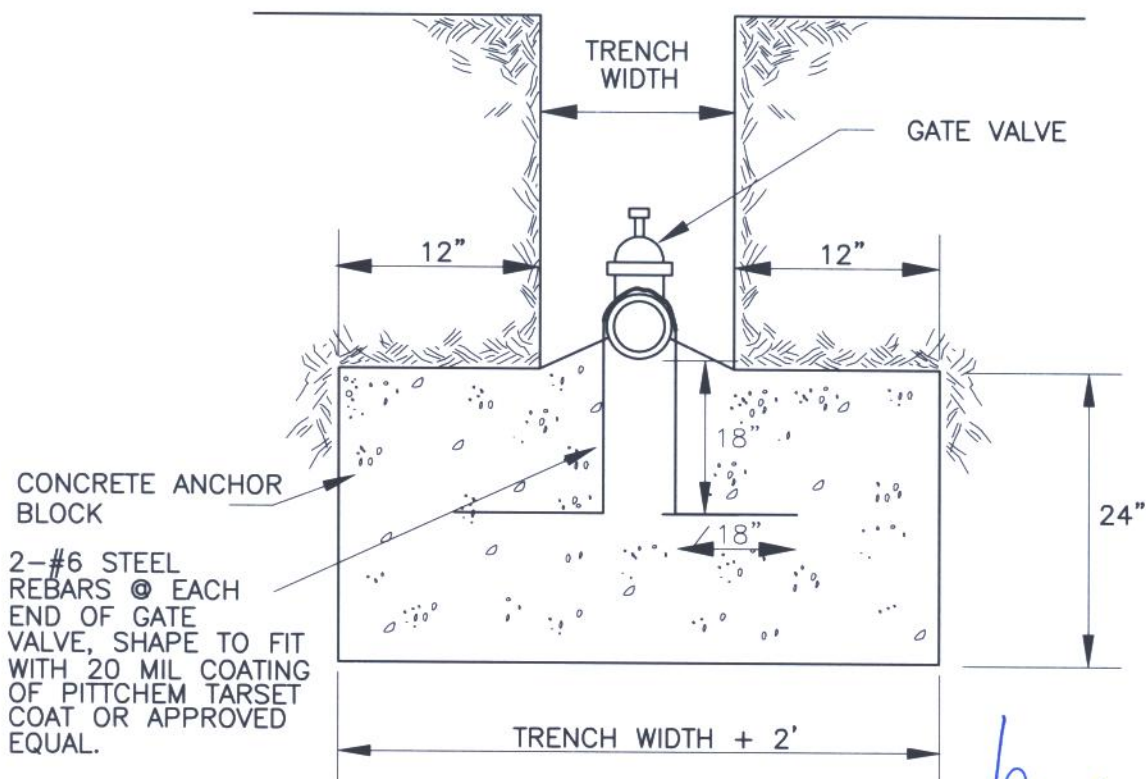 TRENCH
WIDTH
GATE VALVE
12"
12"
18"
18"
24"
CONCRETE ANCHOR
BLOCK
2-#6 STEEL
REBARS @ EACH
END OF GATE
VALVE, SHAPE TO FIT
WITH 20 MIL COATING
OF PITTCHEM TARSET
COAT OR APPROVED
EQUAL.
TRENCH WIDTH + 2'